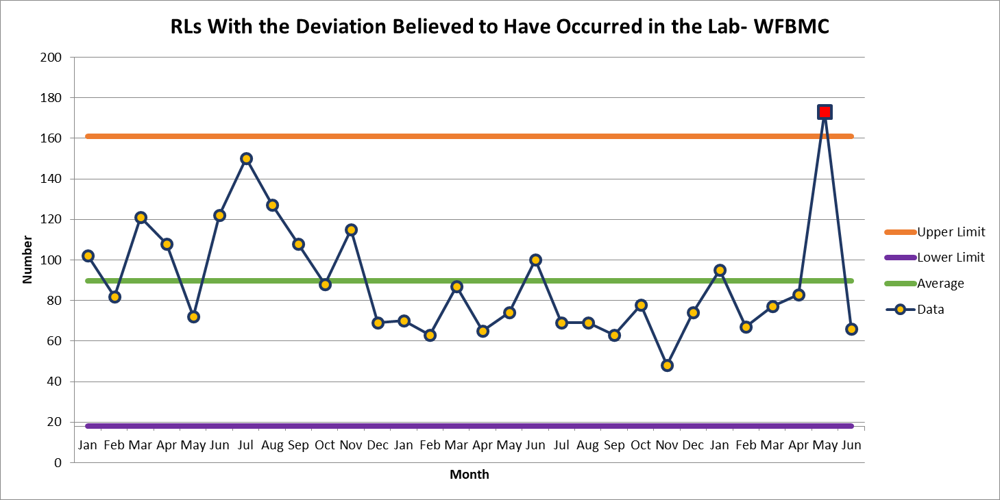 RLs With the Deviation Believed to Have Occurred in the Lab- WFBMC
200
180
160
140
120
100
80
60
40
20
0
Number
Jan Feb Mar Apr May Jun Jul Aug Sep Oct Nov Dec Jan Feb Mar Apr May Jun Jul Aug Sep Oct Nov Dec Jan Feb Mar Apr May Jun
Month
Upper Limit
Lower Limit
Average
Data